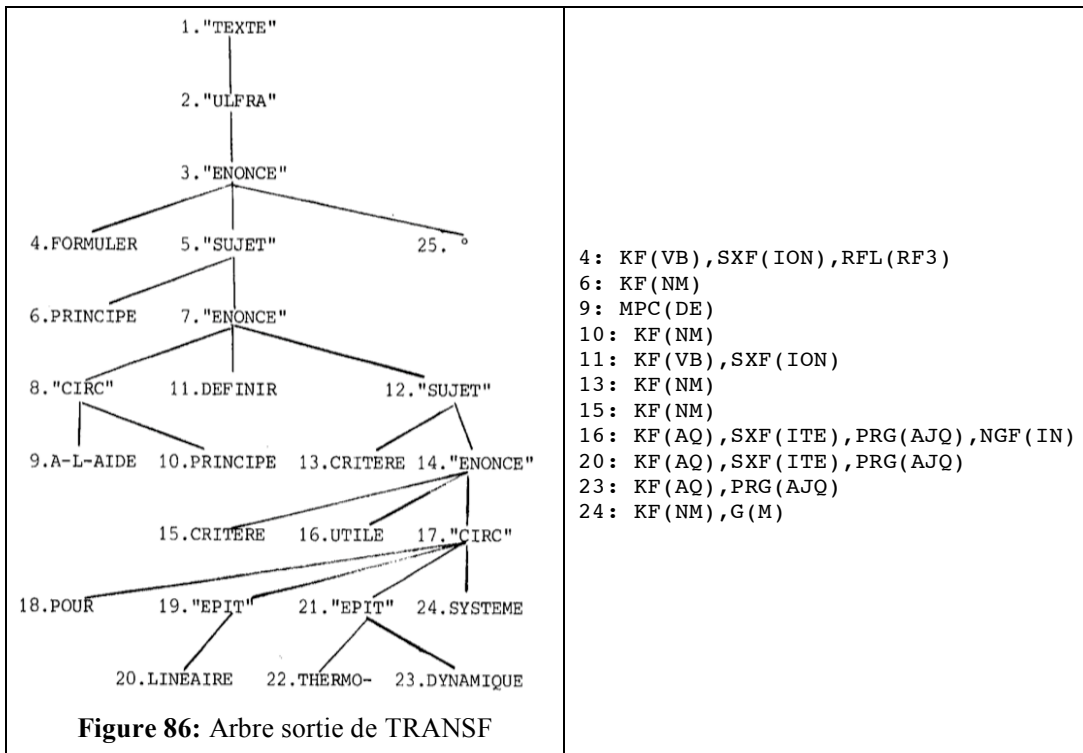 1."TEXTE"
2."ULFRA"
3."ENONCE"
4.FORMULER 5."SUJET" 25. °
6.PRINCIPE 7."ENONCE"
8."CIRC" 11.DEFINIR 12."SUJET"
9.A-L-AIDE 10.PRINCIPE 13.CRITERE 14."ENONCE"
15.CRITERE 16.UTILE 17."CIRC"
18.POUR 19."EPIT" 21."EPIT" 24.SYSTEME
20.LINEAIRE 22.THERMO- 23.DYNAMIQUE
Figure 86: Arbre sortie de TRANSF
4: KF(VB),SXF(ION),RFL(RF3)
6: KF(NM)
9: MPC(DE)
10: KF(NM)
11: KF(VB),SXF(ION)
13: KF(NM)
15: KF(NM)
16: KF(AQ),SXF(ITE),PRG(AJQ),NGF(IN)
20: KF(AQ),SXF(ITE),PRG(AJQ)
23: KF(AQ),PRG(AJQ)
24: KF(NM),G(M)